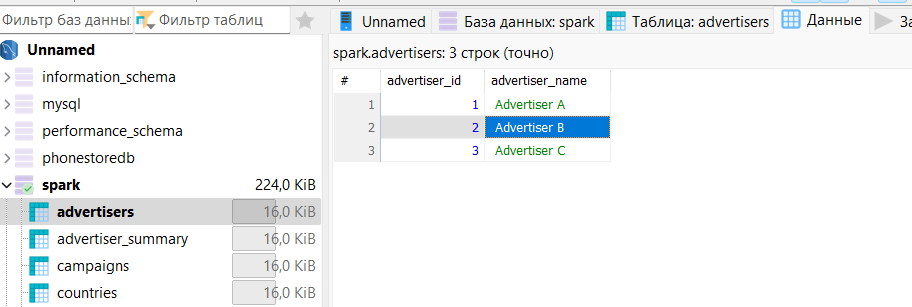 Фильтр баз данны
Фильтр таблиц
Unnamed
information_schema
mysql
performance_schema
phonestoredb
spark 224,0 KiB
advertisers 16,0 KiB
advertiser_summary 16,0 KiB
campaigns 16,0 KiB
countries 16,0 KiB
Unnamed База данных: spark Таблица: advertisers Данные За
spark.advertisers: 3 строк (точно)
# advertiser_id advertiser_name
1 1 Advertiser A
2 2 Advertiser B
3 3 Advertiser C